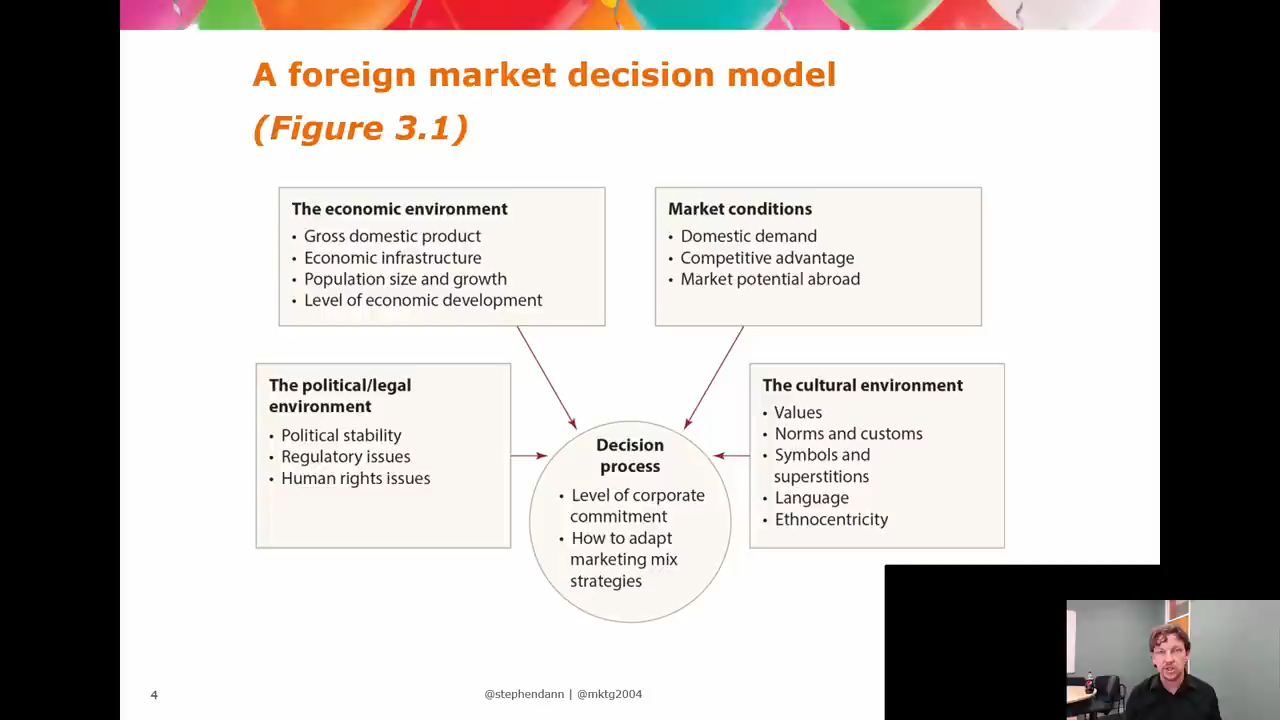 A foreign market decision model
(Figure 3.1)
The economic environment
• Gross domestic product
• Economic infrastructure
• Population size and growth
• Level of economic development
Market conditions
• Domestic demand
• Competitive advantage
• Market potential abroad
The political/legal
environment
• Political stability
• Regulatory issues
• Human rights issues
Decision
process
• Level of corporate
commitment
• How to adapt
marketing mix
strategies
The cultural environment
• Values
• Norms and customs
• Symbols and
superstitions
• Language
• Ethnocentricity
4
@stephendann | @mktg2004